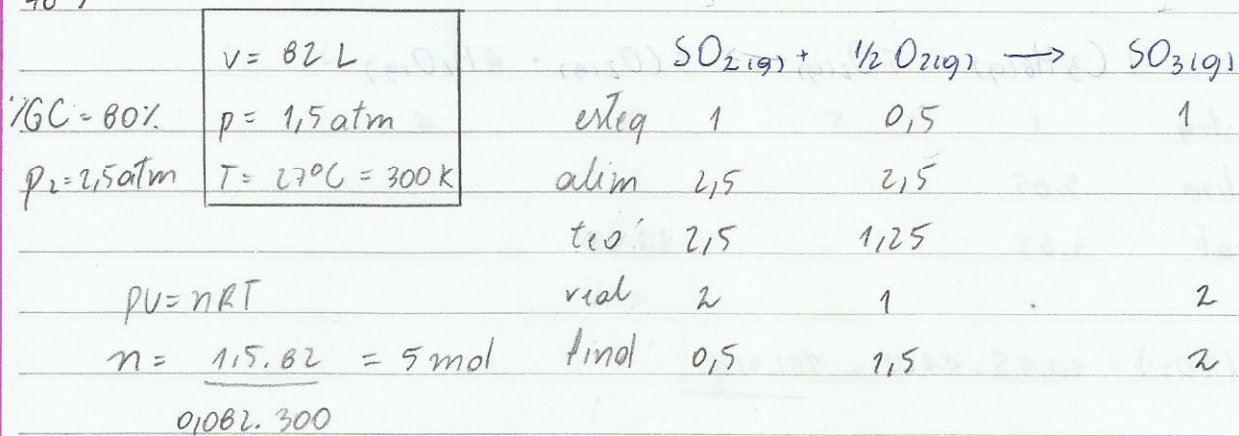 %GC = 80%
p₂ = 2,5 atm
V = 82 L
p = 1,5 atm
T = 27°C = 300 K
pV = nRT
n = 1,5 . 82 = 5 mol
0,082 . 300
SO₂(g) + ½ O₂(g) → SO₃(g)
esteq 1 0,5 1
alim 2,5 2,5
teó 2,5 1,25
real 2 1 2
final 0,5 1,5 2